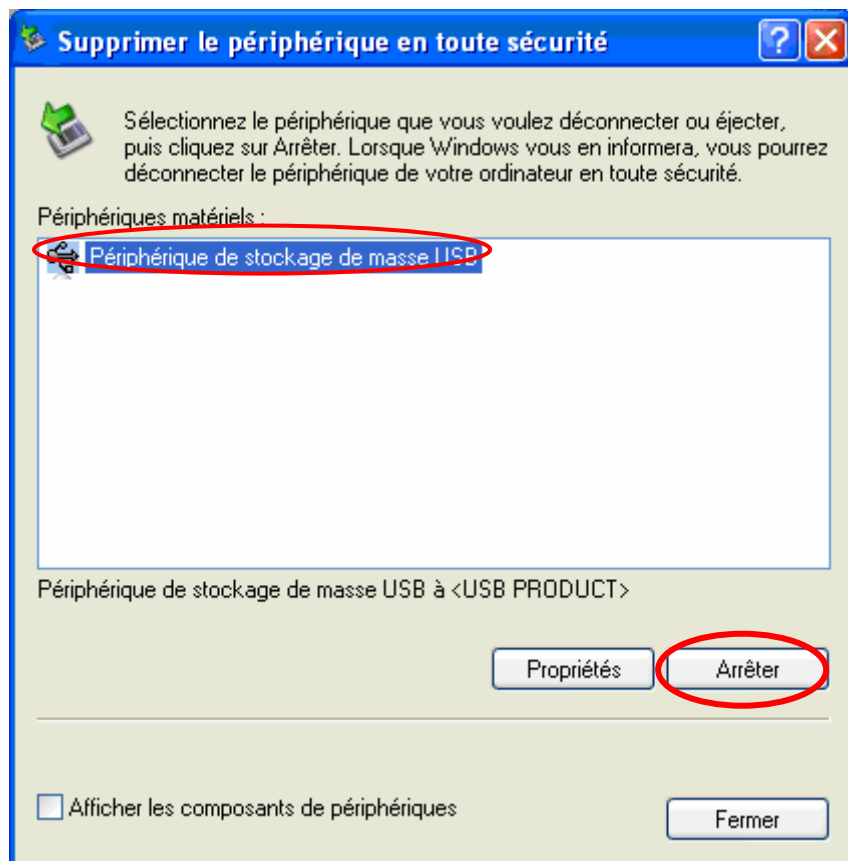 Supprimer le périphérique en toute sécurité
Sélectionnez le périphérique que vous voulez déconnecter ou éjecter,
puis cliquez sur Arrêter. Lorsque Windows vous en informera, vous pourrez
déconnecter le périphérique de votre ordinateur en toute sécurité.
Périphériques matériels :
Périphérique de stockage de masse USB
Périphérique de stockage de masse USB à <USB PRODUCT>
Propriétés
Arrêter
Afficher les composants de périphériques
Fermer